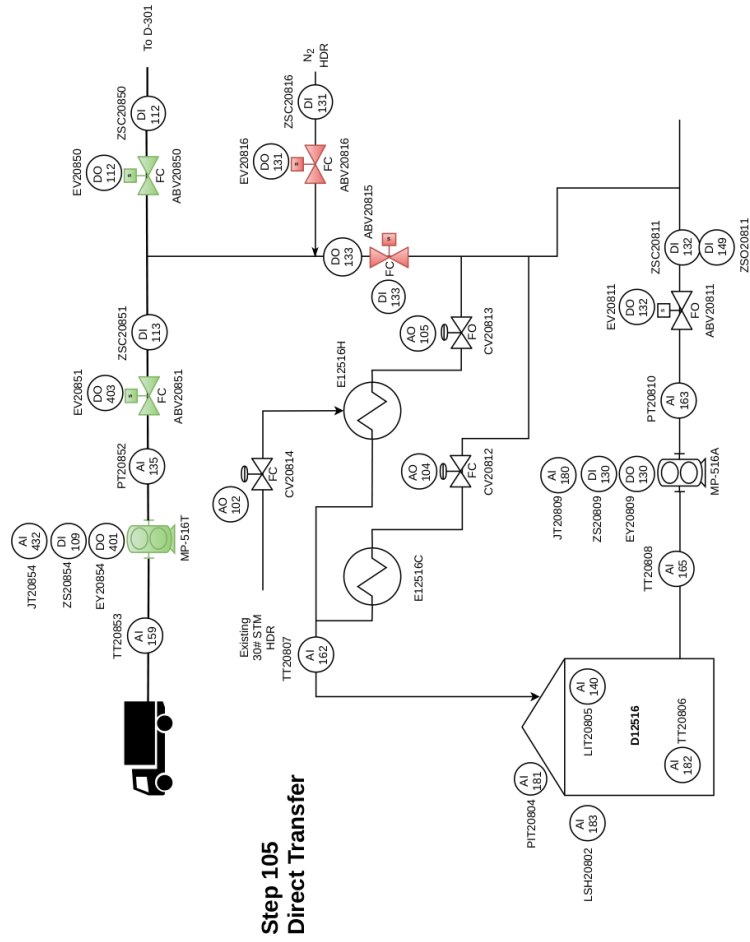 Step 105
Direct Transfer
TT20853
AI
159
JT20854
AI
432
ZS20854
DI
109
EY20854
DO
401
MP-516T
PT20852
AI
135
EV20851
DO
403
S
FC
ABV20851
ZSC20851
DI
113
EV20850
DO
112
S
FC
ABV20850
ZSC20850
DI
112
To D-301
EV20816
DO
131
S
FC
ABV20816
ZSC20816
DI
131
N2
HDR
DO
133
ABV20815
S
FC
DI
133
Existing
30# STM
HDR
AO
102
FC
CV20814
E12516H
AO
105
FO
CV20813
TT20807
AI
162
E12516C
AO
104
FC
CV20812
PIT20804
AI
181
LSH20802
AI
183
LIT20805
AI
140
D12516
TT20806
AI
182
TT20808
AI
165
JT20809
AI
180
ZS20809
DI
130
EY20809
DO
130
MP-516A
PT20810
AI
163
EV20811
DO
132
S
FO
ABV20811
ZSC20811
DI
132
DI
149
ZSO20811